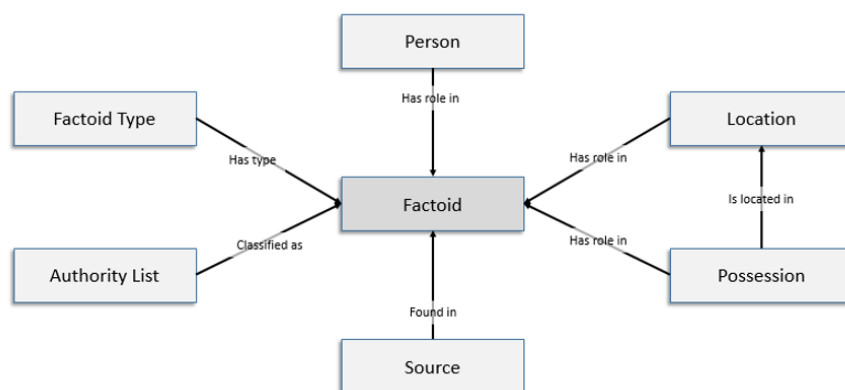 Person
Has role in
Factoid Type
Location
Has type
Has role in
Factoid
Is located in
Classified as
Has role in
Authority List
Possession
Found in
Source